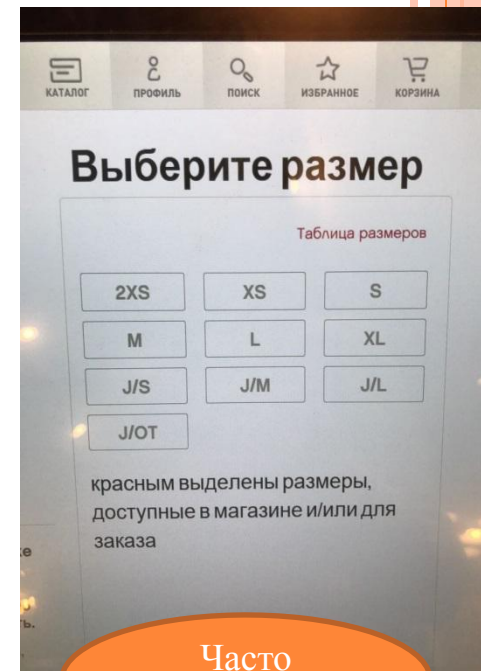 КАТАЛОГ ПРОФИЛЬ ПОИСК ИЗБРАННОЕ КОРЗИНА
Выберите размер
Таблица размеров
2XS XS S
M L XL
J/S J/M J/L
J/OT
красным выделены размеры,
доступные в магазине и/или для
заказа
Часто